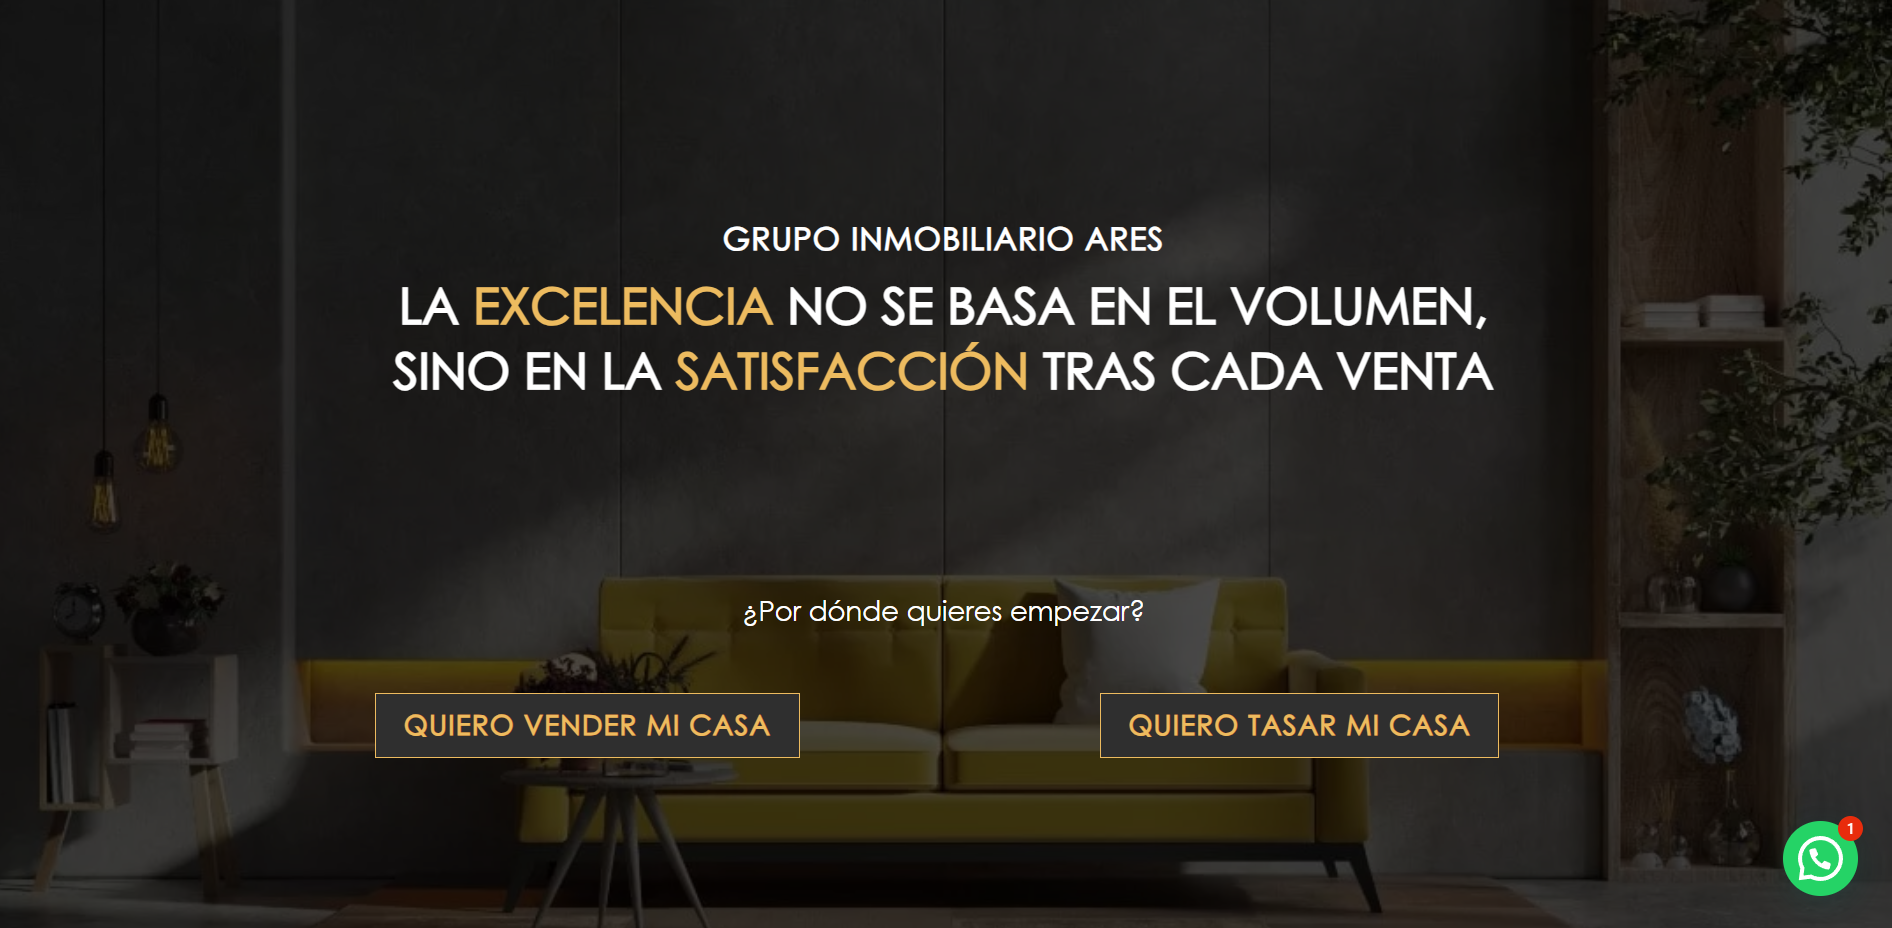 GRUPO INMOBILIARIO ARES
LA EXCELENCIA NO SE BASA EN EL VOLUMEN,
SINO EN LA SATISFACCIÓN TRAS CADA VENTA
¿Por dónde quieres empezar?
QUIERO VENDER MI CASA
QUIERO TASAR MI CASA
1